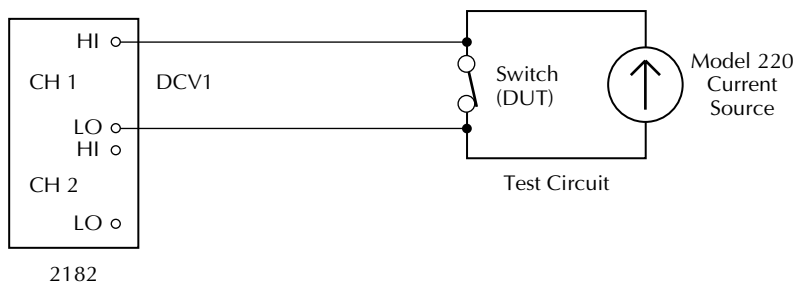 HI
CH 1
DCV1
LO
HI
CH 2
LO
2182
Switch
(DUT)
Model 220
Current
Source
Test Circuit